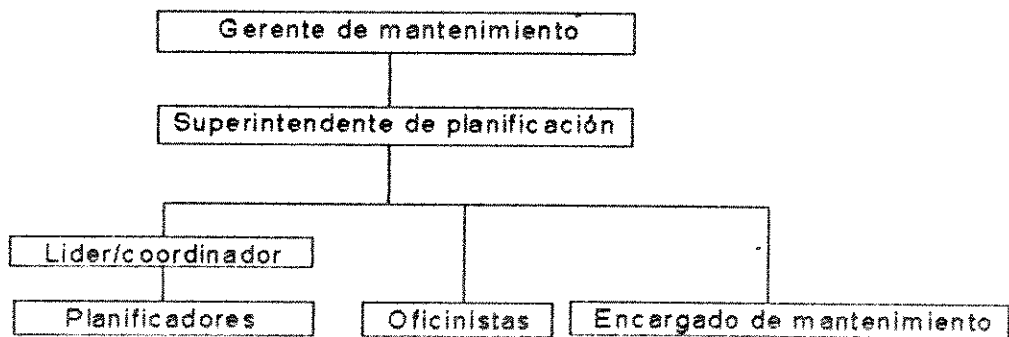 Gerente de mantenimiento
Superintendente de planificación
Lider/coordinador
Planificadores
Oficinistas
Encargado de mantenimiento